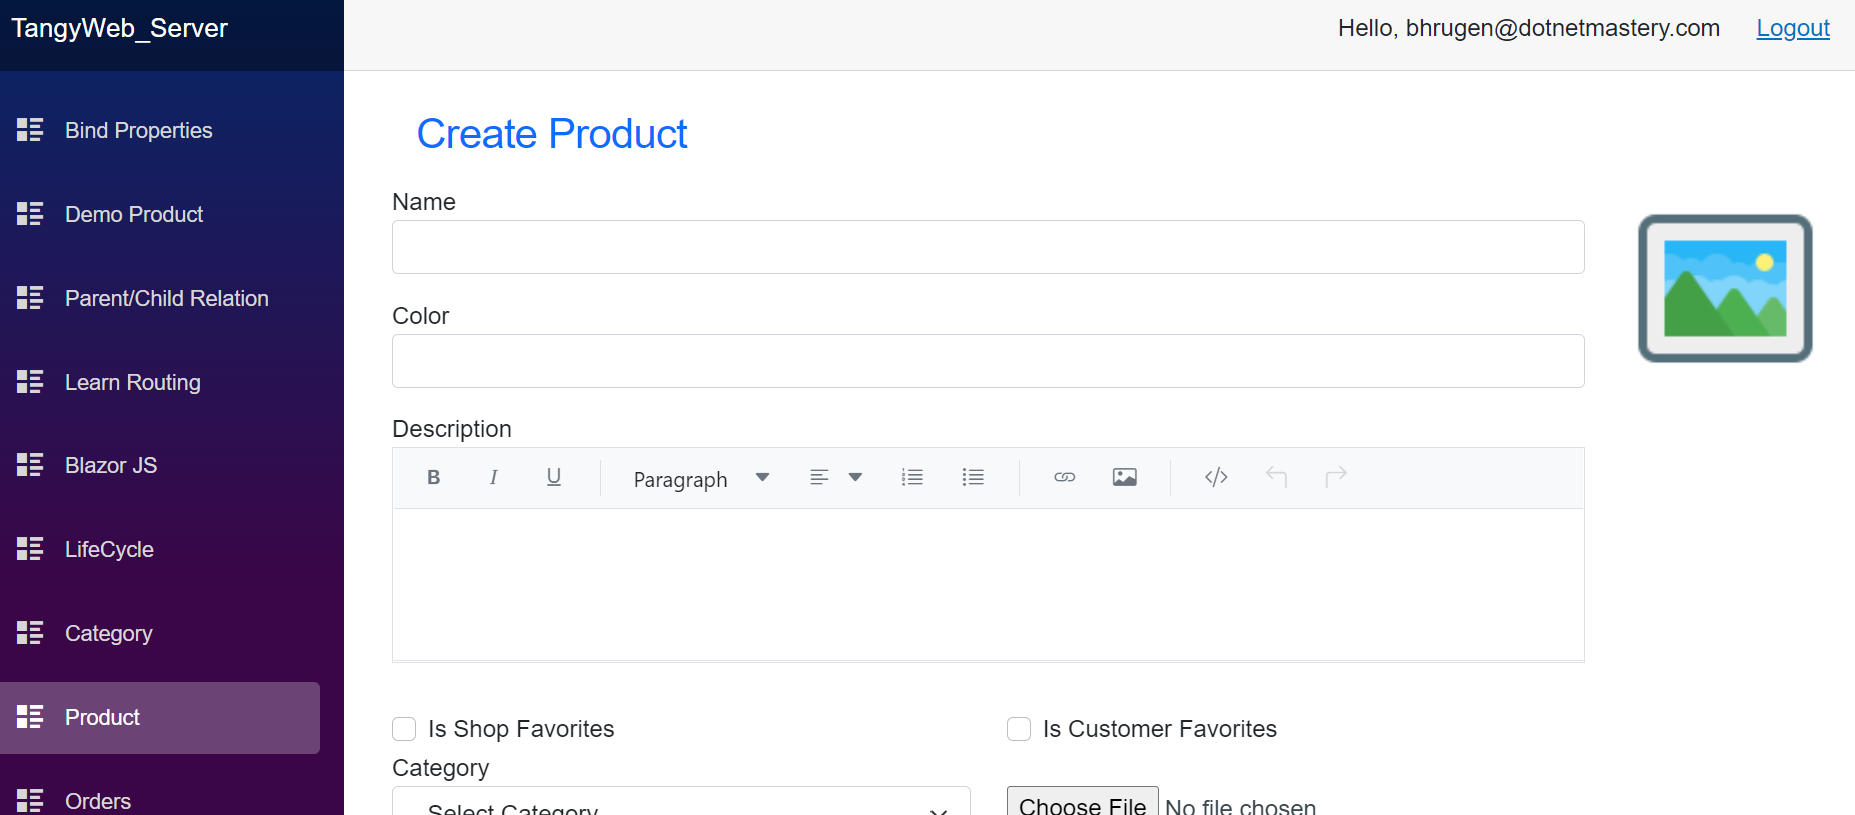 TangyWeb_Server
Hello, bhrugen@dotnetmastery.com Logout
Bind Properties
Demo Product
Parent/Child Relation
Learn Routing
Blazor JS
LifeCycle
Category
Product
Orders
Create Product
Name
Color
Description
B I U Paragraph
Is Shop Favorites Is Customer Favorites
Category
Select Category Choose File No file chosen